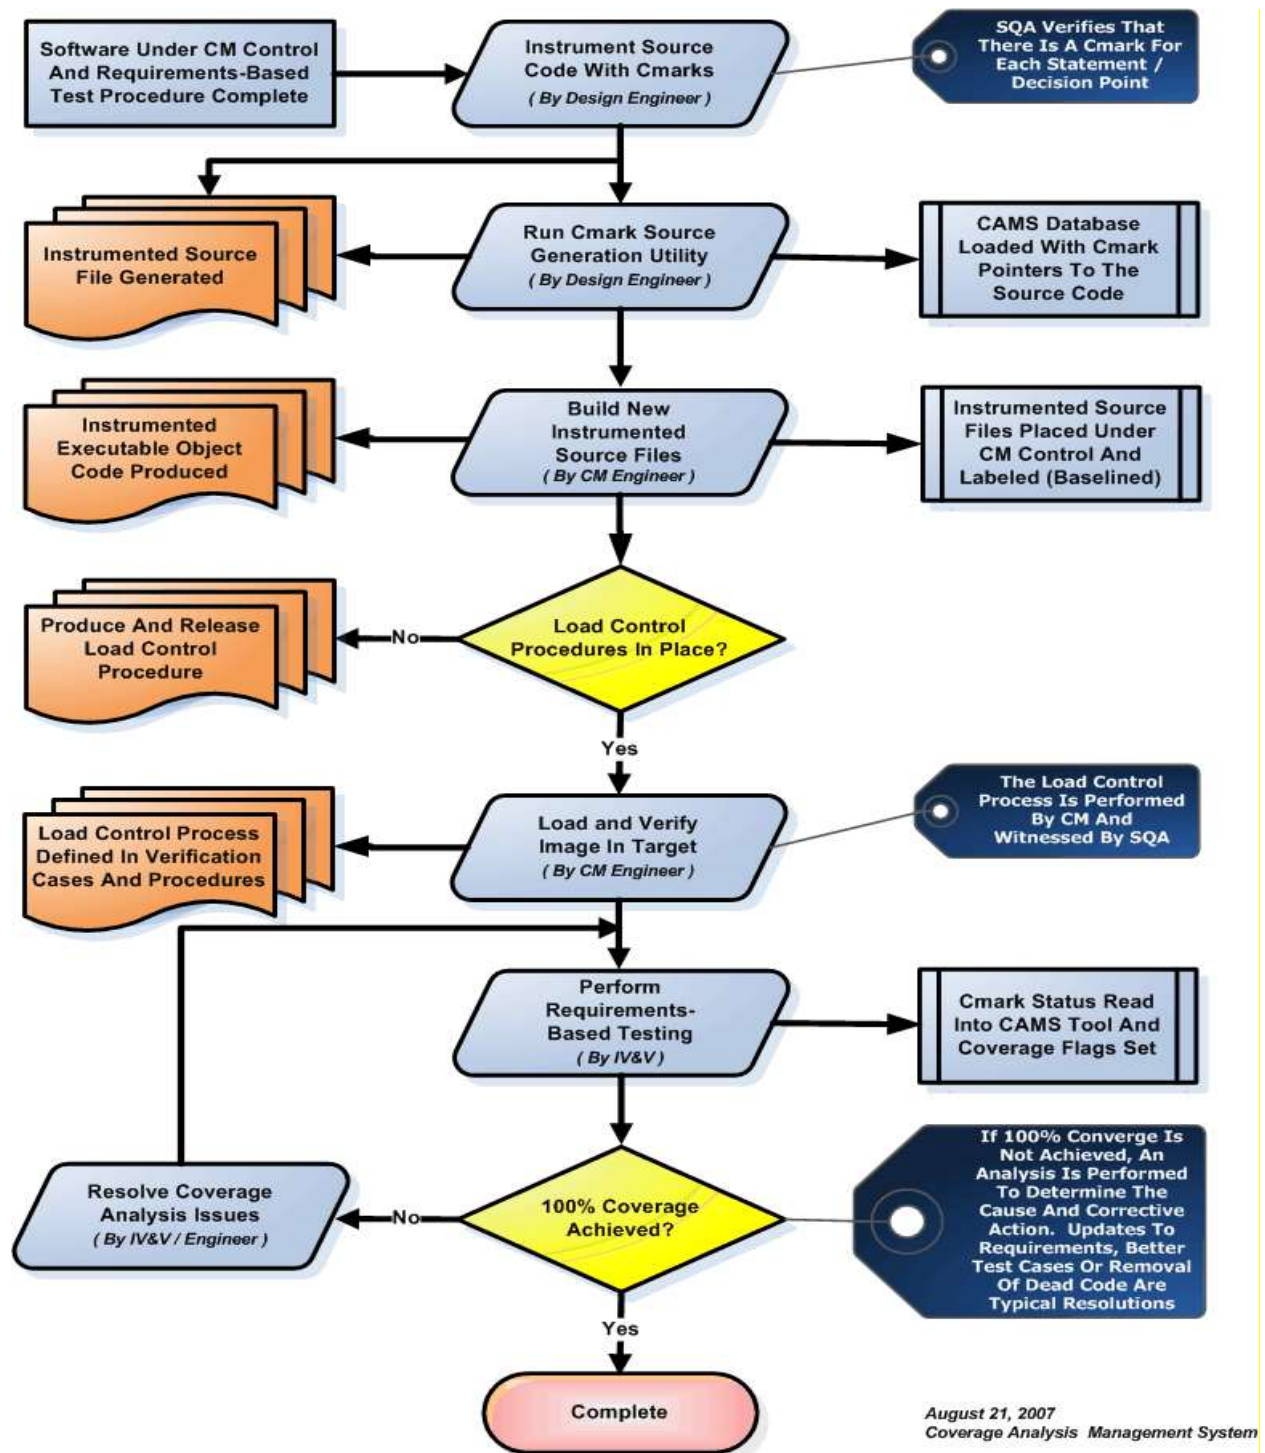 Software Under CM Control
And Requirements-Based
Test Procedure Complete
Instrument Source
Code With Cmarks
( By Design Engineer )
SQA Verifies That
There Is A Cmark For
Each Statement /
Decision Point
Instrumented Source
File Generated
Run Cmark Source
Generation Utility
( By Design Engineer )
CAMS Database
Loaded With Cmark
Pointers To The
Source Code
Instrumented
Executable Object
Code Produced
Build New
Instrumented
Source Files
( By CM Engineer )
Instrumented Source
Files Placed Under
CM Control And
Labeled (Baselined)
Produce And Release
Load Control
Procedure
No
Load Control
Procedures In Place?
Yes
Load Control Process
Defined In Verification
Cases And Procedures
Load and Verify
Image In Target
( By CM Engineer )
The Load Control
Process Is Performed
By CM And
Witnessed By SQA
Perform
Requirements-
Based Testing
( By IV&V )
Cmark Status Read
Into CAMS Tool And
Coverage Flags Set
Resolve Coverage
Analysis Issues
( By IV&V / Engineer )
No
100% Coverage
Achieved?
If 100% Converge Is
Not Achieved, An
Analysis Is Performed
To Determine The
Cause And Corrective
Action. Updates To
Requirements, Better
Test Cases Or Removal
Of Dead Code Are
Typical Resolutions
Yes
Complete
August 21, 2007
Coverage Analysis Management System